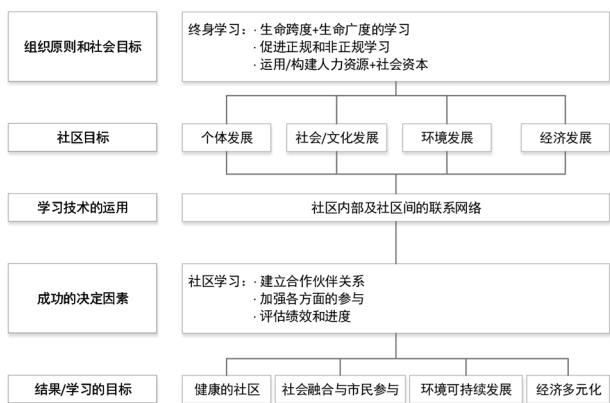 组织原则和社会目标
终身学习：· 生命跨度+生命广度的学习
· 促进正规和非正规学习
· 运用/构建人力资源+社会资本
社区目标
个体发展
社会/文化发展
环境发展
经济发展
学习技术的运用
社区内部及社区间的联系网络
成功的决定因素
社区学习：· 建立合作伙伴关系
· 加强各方面的参与
· 评估绩效和进度
结果/学习的目标
健康的社区
社会融合与市民参与
环境可持续发展
经济多元化